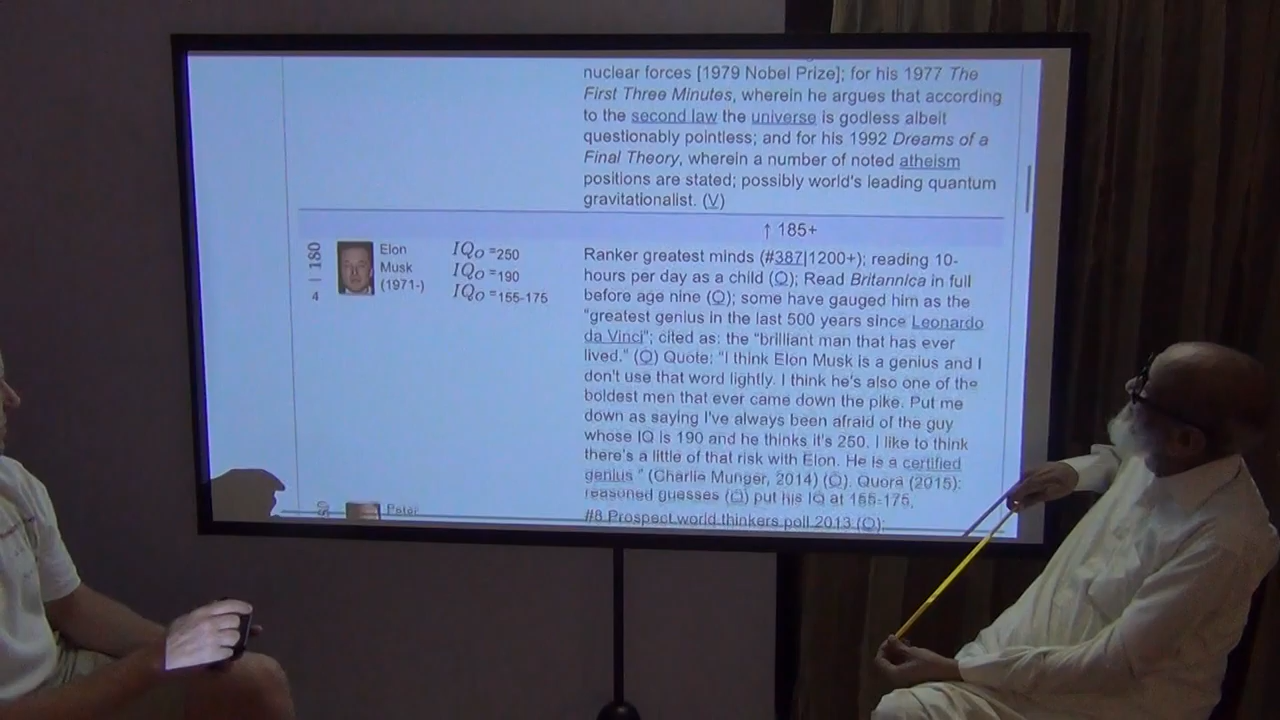 nuclear forces [1979 Nobel Prize]; for his 1977 The
First Three Minutes, wherein he argues that according
to the second law the universe is godless albeit
questionably pointless; and for his 1992 Dreams of a
Final Theory, wherein a number of noted atheism
positions are stated; possibly world's leading quantum
gravitationalist. (V)
↑ 185+
4 | 180
Elon
Musk
(1971-)
IQO =250
IQO =190
IQO =155-175
Ranker greatest minds (#387|1200+); reading 10-
hours per day as a child (O); Read Britannica in full
before age nine (O); some have gauged him as the
"greatest genius in the last 500 years since Leonardo
da Vinci"; cited as: the "brilliant man that has ever
lived." (O) Quote: "I think Elon Musk is a genius and I
don't use that word lightly. I think he's also one of the
boldest men that ever came down the pike. Put me
down as saying I've always been afraid of the guy
whose IQ is 190 and he thinks it's 250. I like to think
there's a little of that risk with Elon. He is a certified
genius." (Charlie Munger, 2014) (O). Quora (2015):
reasoned guesses (O) put his IQ at 155-175,
#8 Prospect world thinkers poll 2013 (O);
Peter